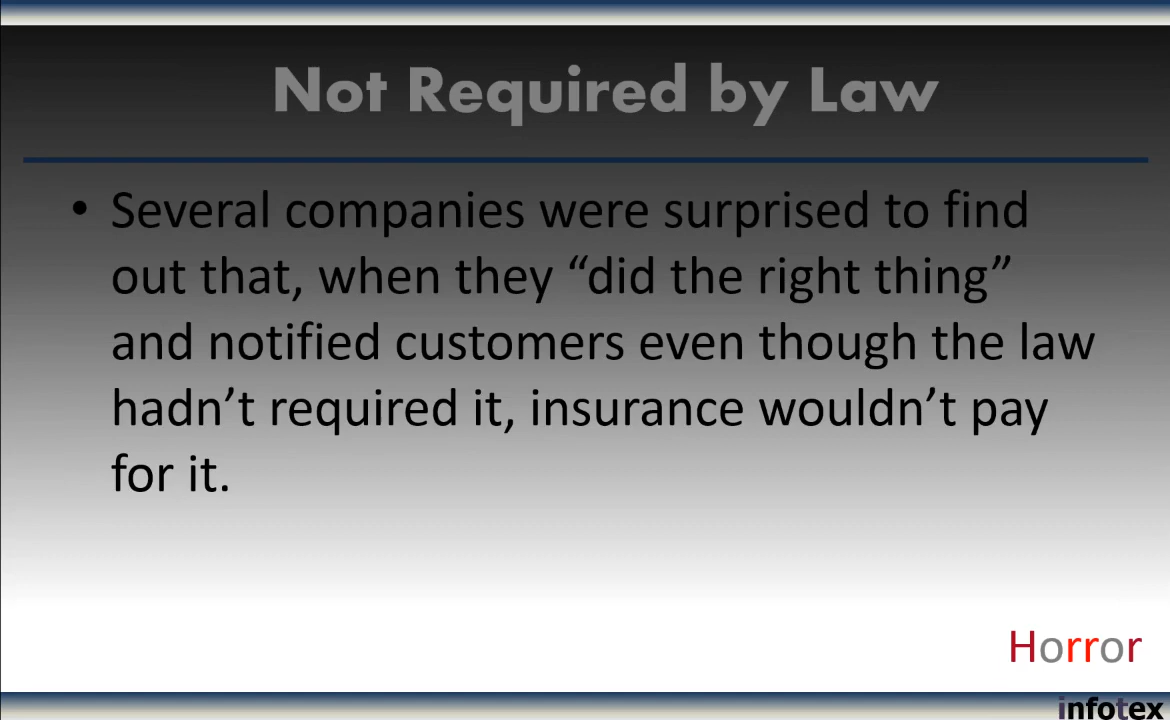 Not Required by Law
• Several companies were surprised to find
out that, when they “did the right thing”
and notified customers even though the law
hadn’t required it, insurance wouldn’t pay
for it.
Horror
infotex